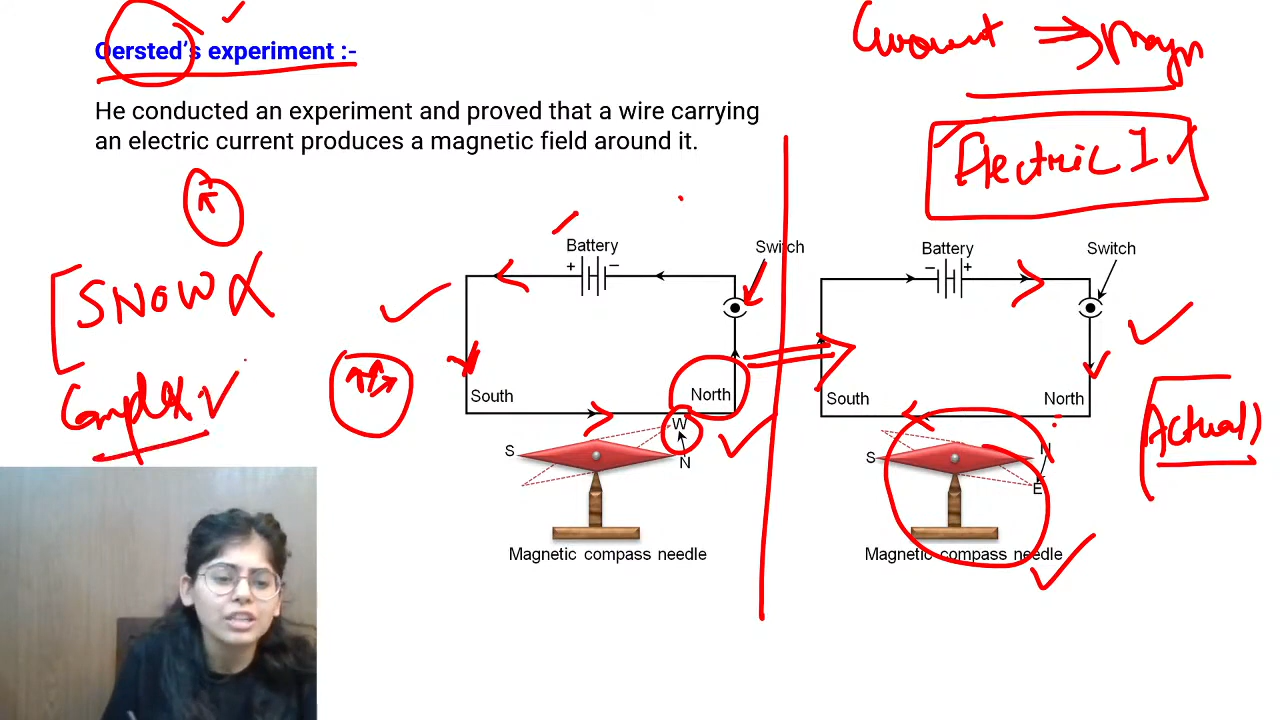 Oersted's experiment :-
Current ⇒ magn
He conducted an experiment and proved that a wire carrying
an electric current produces a magnetic field around it.
Electric I
SNOW
Complex
Battery
+ −
Switch
South
North
W
S
N
Magnetic compass needle
Battery
− +
Switch
South
North
Actual
S
N
E
Magnetic compass needle